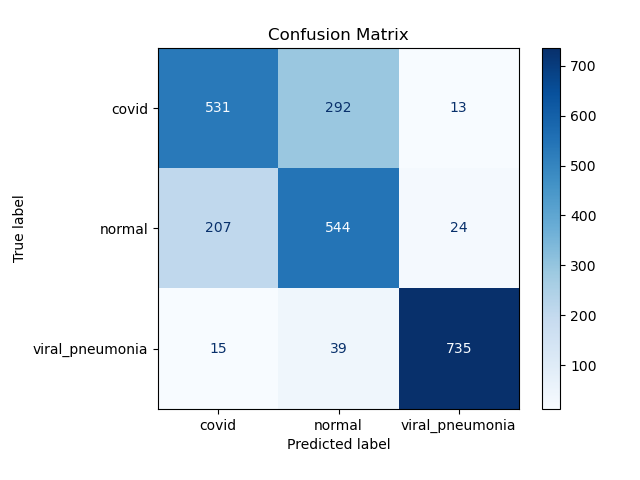 Confusion Matrix
True label
covid
normal
viral_pneumonia
531 292 13
207 544 24
15 39 735
covid normal viral_pneumonia
Predicted label
700
600
500
400
300
200
100